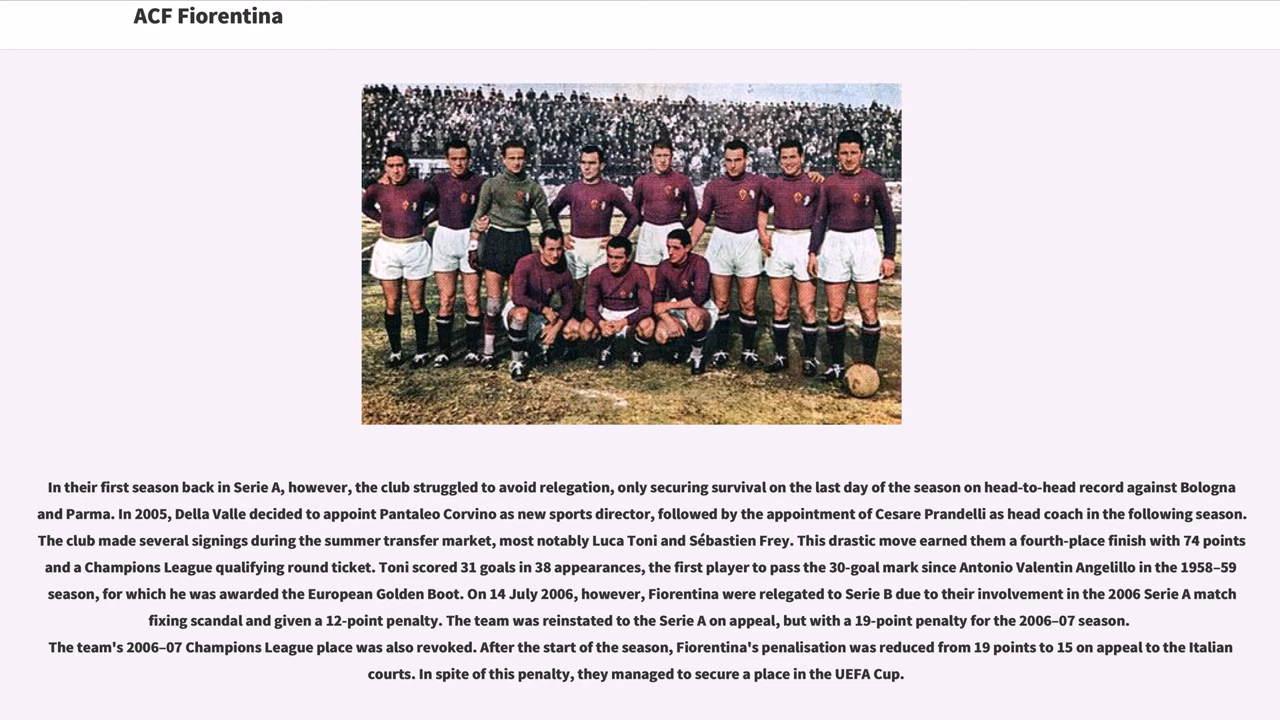 ACF Fiorentina
In their first season back in Serie A, however, the club struggled to avoid relegation, only securing survival on the last day of the season on head-to-head record against Bologna
and Parma. In 2005, Della Valle decided to appoint Pantaleo Corvino as new sports director, followed by the appointment of Cesare Prandelli as head coach in the following season.
The club made several signings during the summer transfer market, most notably Luca Toni and Sébastien Frey. This drastic move earned them a fourth-place finish with 74 points
and a Champions League qualifying round ticket. Toni scored 31 goals in 38 appearances, the first player to pass the 30-goal mark since Antonio Valentin Angelillo in the 1958–59
season, for which he was awarded the European Golden Boot. On 14 July 2006, however, Fiorentina were relegated to Serie B due to their involvement in the 2006 Serie A match
fixing scandal and given a 12-point penalty. The team was reinstated to the Serie A on appeal, but with a 19-point penalty for the 2006–07 season.
The team's 2006–07 Champions League place was also revoked. After the start of the season, Fiorentina's penalisation was reduced from 19 points to 15 on appeal to the Italian
courts. In spite of this penalty, they managed to secure a place in the UEFA Cup.